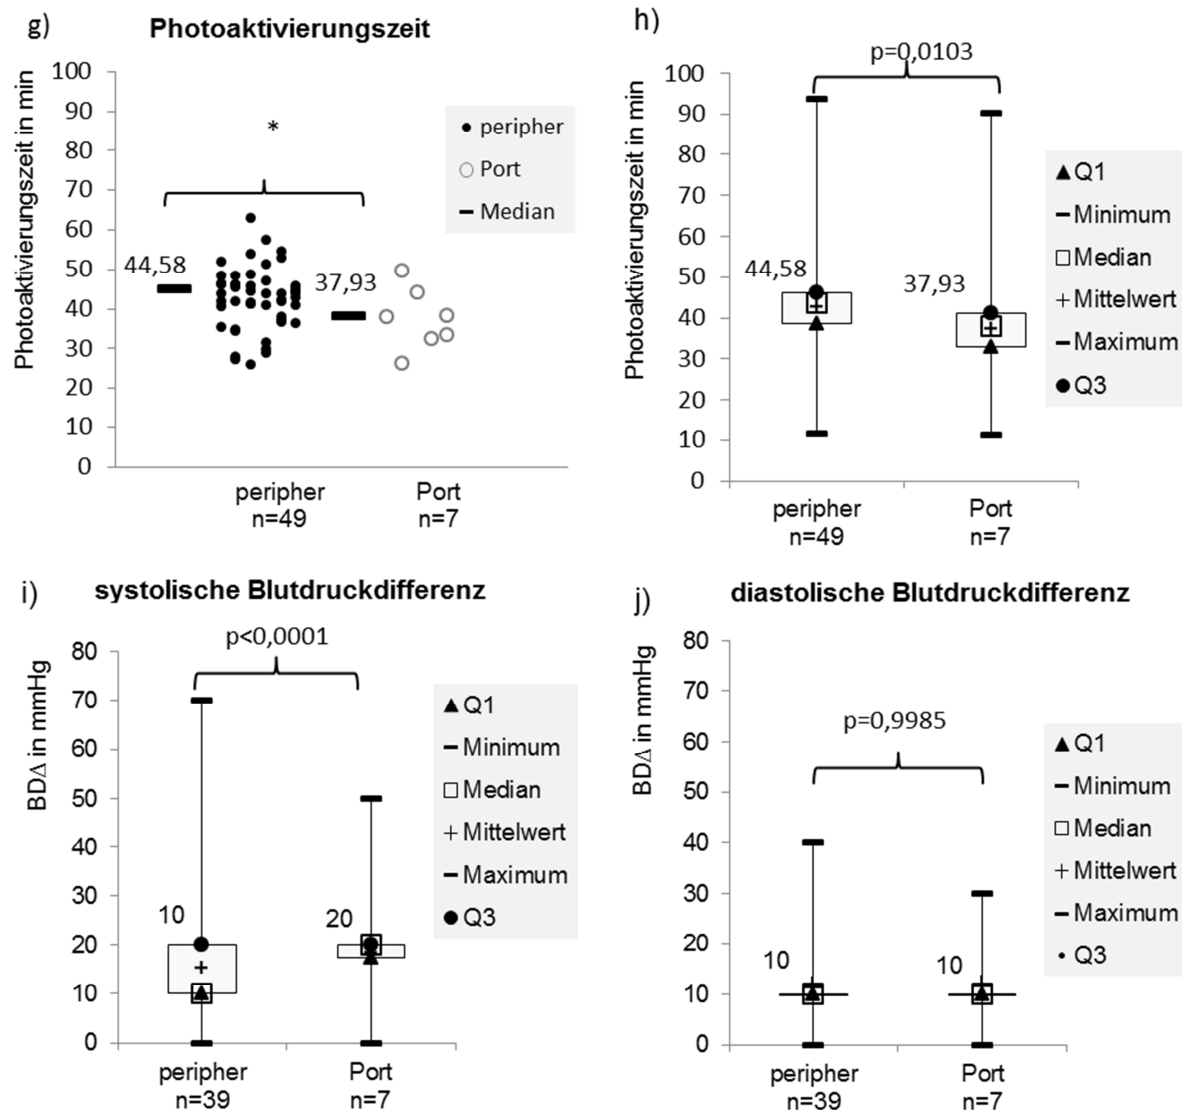 g)
Photoaktivierungszeit
Photoaktivierungszeit in min
100
90
80
70
60
50
40
30
20
10
0
*
44,58
37,93
peripher
Port
Median
peripher
n=49
Port
n=7
h)
p=0,0103
Photoaktivierungszeit in min
100
90
80
70
60
50
40
30
20
10
0
44,58
37,93
Q1
Minimum
Median
Mittelwert
Maximum
Q3
peripher
n=49
Port
n=7
i)
systolische Blutdruckdifferenz
p<0,0001
BDΔ in mmHg
80
70
60
50
40
30
20
10
0
10
20
Q1
Minimum
Median
Mittelwert
Maximum
Q3
peripher
n=39
Port
n=7
j)
diastolische Blutdruckdifferenz
p=0,9985
BDΔ in mmHg
80
70
60
50
40
30
20
10
0
10
10
Q1
Minimum
Median
Mittelwert
Maximum
Q3
peripher
n=39
Port
n=7